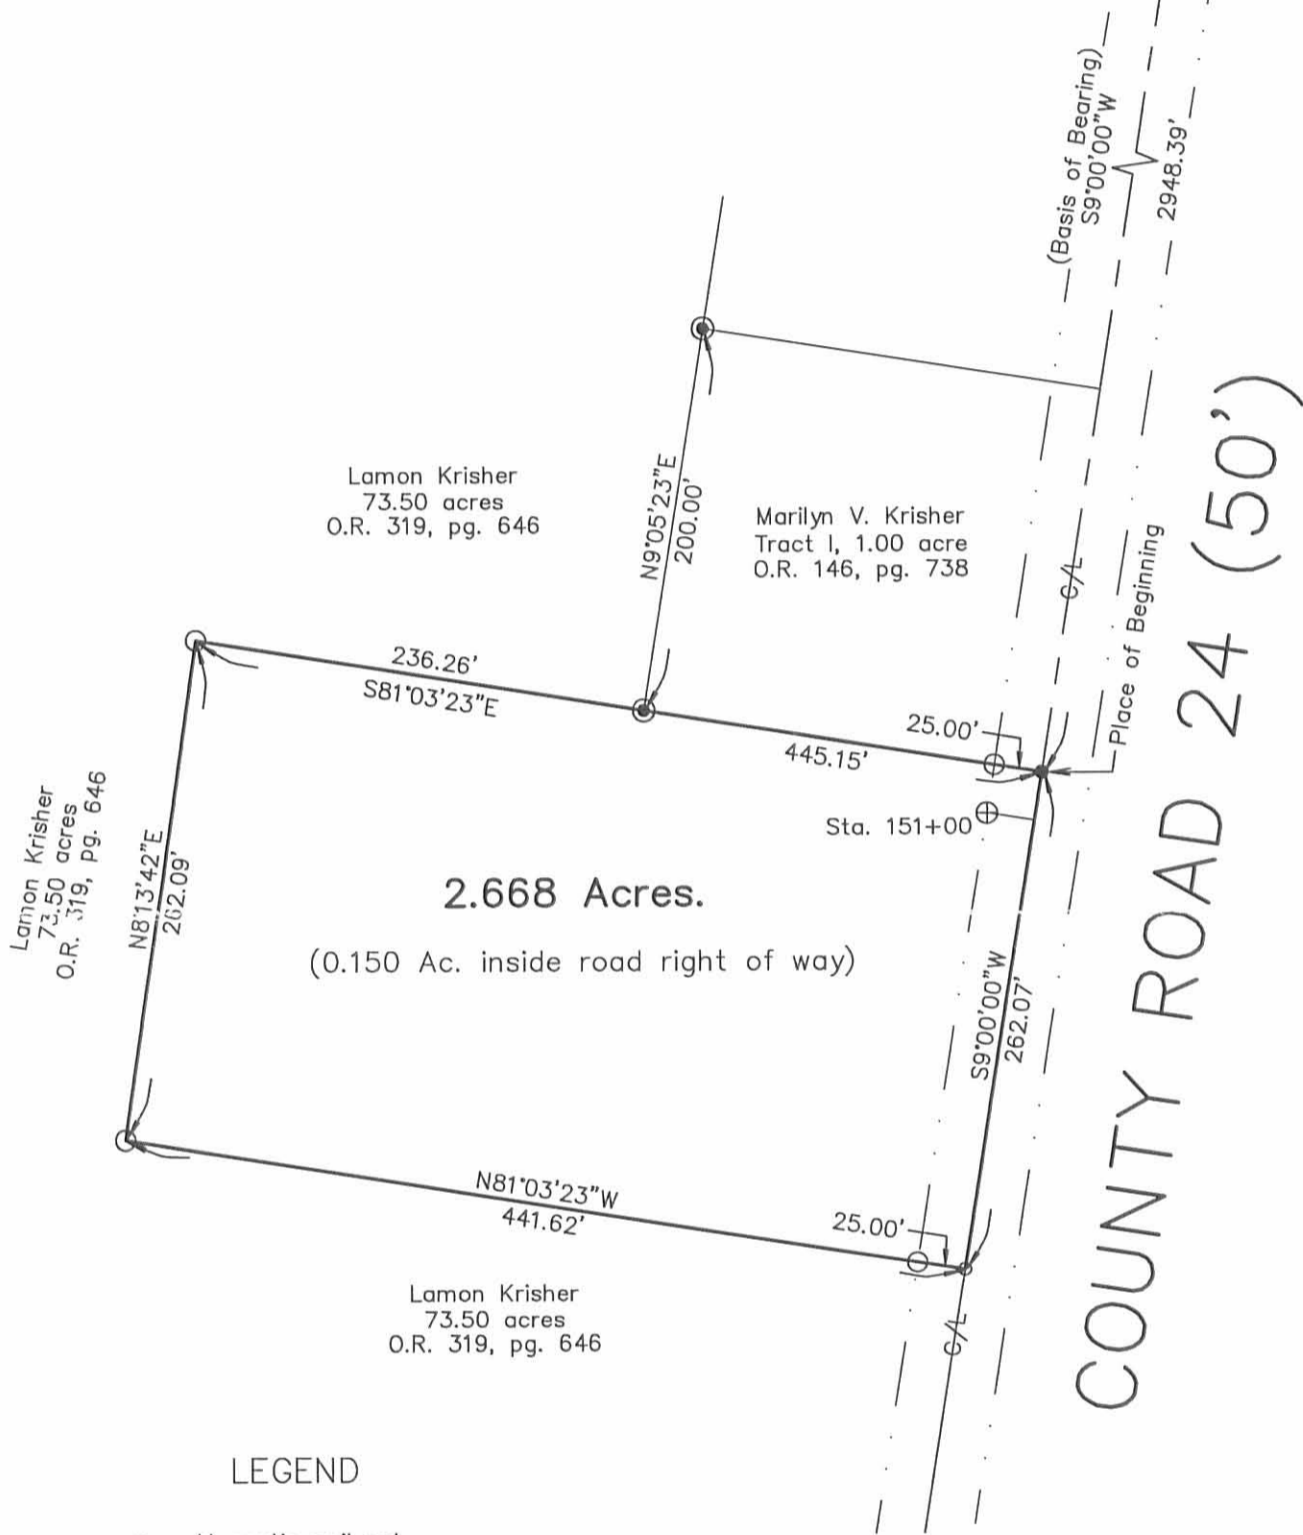 (Basis of Bearing)
S9°00'00"W
2948.39'
Lamon Krisher
73.50 acres
O.R. 319, pg. 646
N9°05'23"E
200.00'
Marilyn V. Krisher
Tract I, 1.00 acre
O.R. 146, pg. 738
C/L
Place of Beginning
COUNTY ROAD 24 (50')
236.26'
S81°03'23"E
445.15'
25.00'
Sta. 151+00
Lamon Krisher
73.50 acres
O.R. 319, pg. 646
N8°13'42"E
262.09'
2.668 Acres.
(0.150 Ac. inside road right of way)
S9°00'00"W
262.07'
N81°03'23"W
441.62'
25.00'
Lamon Krisher
73.50 acres
O.R. 319, pg. 646
C/L
LEGEND